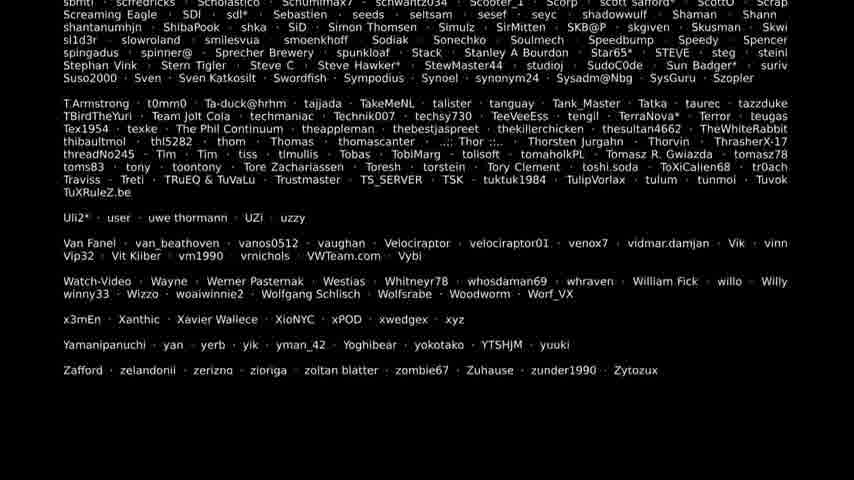 sbmtl · scfredricks · Scholastico · Schummax7 · schwartz034 · Scooter_1 · Scorp · scott safford* · ScottO · Scrap
Screaming Eagle · SDI · sdl* · Sebastien · seeds · seltsam · sesef · seyc · shadowwulf · Shaman · Shann
shantanumhjn · ShibaPook · shka · SiD · Simon Thomsen · Simulz · SirMitten · SKB@P · skgiven · Skusman · Skwi
sl1d3r · slowroland · smilesvua · smoenkhoff · Sodiak · Sonechko · Soulmech · Speedbump · Speedy · Spencer
spingadus · spinner@ · Sprecher Brewery · spunkloaf · Stack · Stanley A Bourdon · Star65* · STE\/E · steg · steini
Stephan Vink · Stern Tigler · Steve C · Steve Hawker* · StewMaster44 · studioj · SudoC0de · Sun Badger* · suriv
Suso2000 · Sven · Sven Katkosilt · Swordfish · Sympodius · Synoel · synonym24 · Sysadm@Nbg · SysGuru · Szopler
T.Armstrong · t0mm0 · Ta-duck@hrhm · tajjada · TakeMeNL · talister · tanguay · Tank_Master · Tatka · taurec · tazzduke
TBirdTheYuri · Team Jolt Cola · techmaniac · Technik007 · techsy730 · TeeVeeEss · tengil · TerraNova* · Terror · teugas
Tex1954 · texke · The Phil Continuum · theappleman · thebestjaspreet · thekillerchicken · thesultan4662 · TheWhiteRabbit
thibaultmol · thl5282 · thom · Thomas · thomascanter · ..:: Thor ::.. · Thorsten Jurgahn · Thorvin · ThrasherX-17
threadNo245 · Tim · Tim · tiss · tlmullis · Tobas · TobiMarg · tolisoft · tomaholkPL · Tomasz R. Gwiazda · tomasz78
toms83 · tony · toontony · Tore Zachariassen · Toresh · torstein · Tory Clement · toshi.soda · ToXiCalien68 · tr0ach
Traviss · Treti · TRuEQ & TuVaLu · Trustmaster · TS_SERVER · TSK · tuktuk1984 · TulipVorlax · tulum · tunmoi · Tuvok
TuXRuleZ.be
Uli2* · user · uwe thormann · UZi · uzzy
Van Fanel · van_beathoven · vanos0512 · vaughan · Velociraptor · velociraptor01 · venox7 · vidmar.damjan · Vik · vinn
Vip32 · Vit Kliber · vm1990 · vrnichols · VWTeam.com · Vybi
Watch-Video · Wayne · Werner Pasternak · Westias · Whitneyr78 · whosdaman69 · whraven · William Fick · willo · Willy
winny33 · Wizzo · woaiwinnie2 · Wolfgang Schlisch · Wolfsrabe · Woodworm · Worf_VX
x3mEn · Xanthic · Xavier Wallece · XioNYC · xPOD · xwedgex · xyz
Yamanipanuchi · yan · yerb · yik · yman_42 · Yoghibear · yokotako · YTSHJM · yuuki
Zafford · zelandonii · zerizna · zioriga · zoltan blatter · zombie67 · Zuhause · zunder1990 · Zytozux